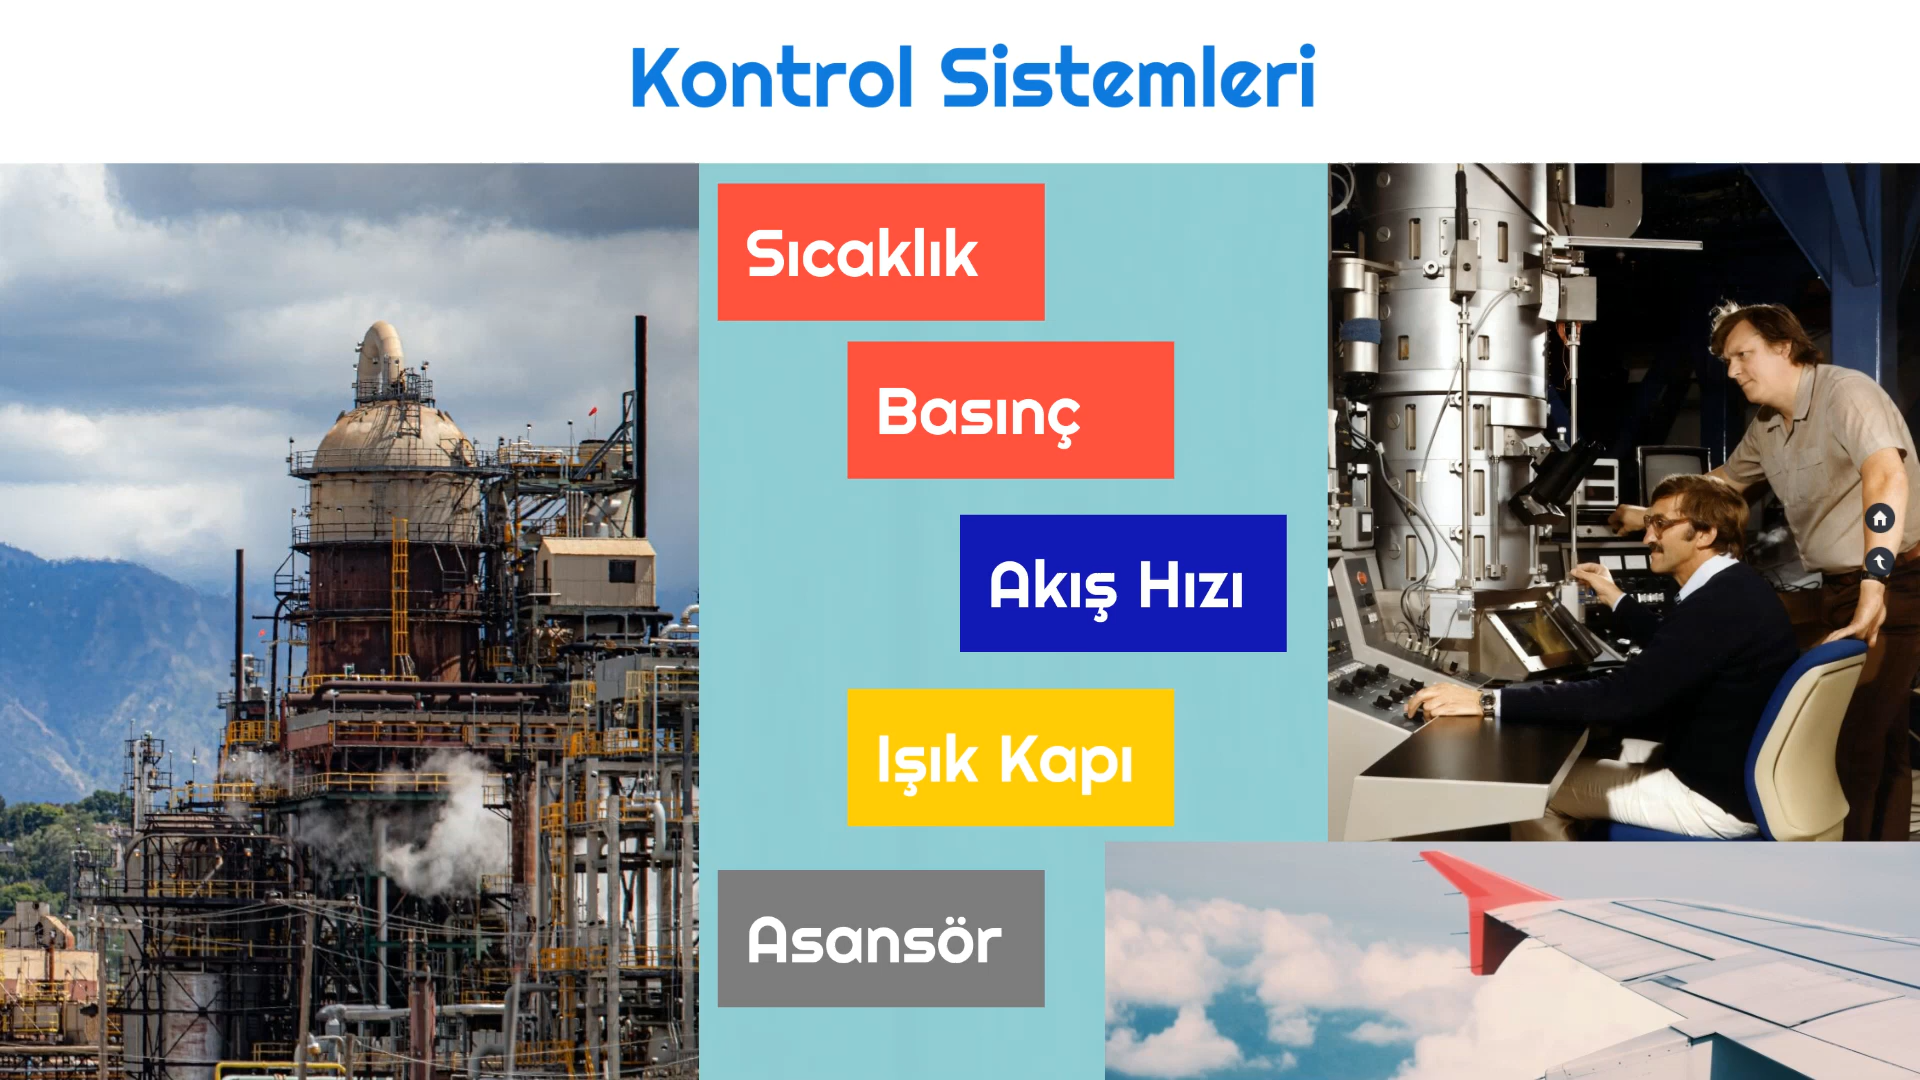 Kontrol Sistemleri
Sıcaklık
Basınç
Akış Hızı
Işık Kapı
Asansör